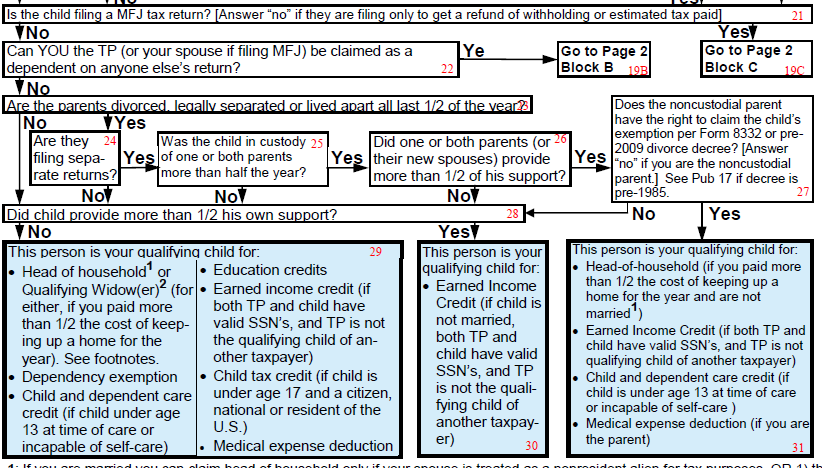 Is the child filing a MFJ tax return? [Answer “no” if they are filing only to get a refund of withholding or estimated tax paid] 21
No
Yes
Can YOU the TP (or your spouse if filing MFJ) be claimed as a
dependent on anyone else’s return? 22
Ye
Go to Page 2
Block B 19B
Go to Page 2
Block C 19C
No
Are the parents divorced, legally separated or lived apart all last 1/2 of the year? 23
No
Yes
Are they 24
filing sepa-
rate returns?
Yes
Was the child in custody 25
of one or both parents
more than half the year?
Yes
Did one or both parents (or 26
their new spouses) provide
more than 1/2 of his support?
Yes
Does the noncustodial parent
have the right to claim the child’s
exemption per Form 8332 or pre-
2009 divorce decree? [Answer
“no” if you are the noncustodial
parent.] See Pub 17 if decree is
pre-1985. 27
No
No
No
Did child provide more than 1/2 his own support? 28
No
Yes
No
Yes
This person is your qualifying child for: 29
• Head of household1 or
Qualifying Widow(er)2 (for
either, if you paid more
than 1/2 the cost of keep-
ing up a home for the
year). See footnotes.
• Dependency exemption
• Child and dependent care
credit (if child under age
13 at time of care or
incapable of self-care)
• Education credits
• Earned income credit (if
both TP and child have
valid SSN’s, and TP is not
the qualifying child of an-
other taxpayer)
• Child tax credit (if child is
under age 17 and a citizen,
national or resident of the
U.S.)
• Medical expense deduction
This person is your
qualifying child for:
• Earned Income
Credit (if child is
not married,
both TP and
child have valid
SSN’s, and TP
is not the quali-
fying child of
another taxpay-
er) 30
This person is your qualifying child for:
• Head-of-household (if you paid more
than 1/2 the cost of keeping up a
home for the year and are not
married1)
• Earned Income Credit (if both TP and
child have valid SSN’s, and TP is not
qualifying child of another taxpayer)
• Child and dependent care credit (if
child is under age 13 at time of care
or incapable of self-care )
• Medical expense deduction (if you are
the parent) 31
1: If you are married you can claim head of household only if your spouse is treated as a nonresident alien for tax purposes, OR 1)